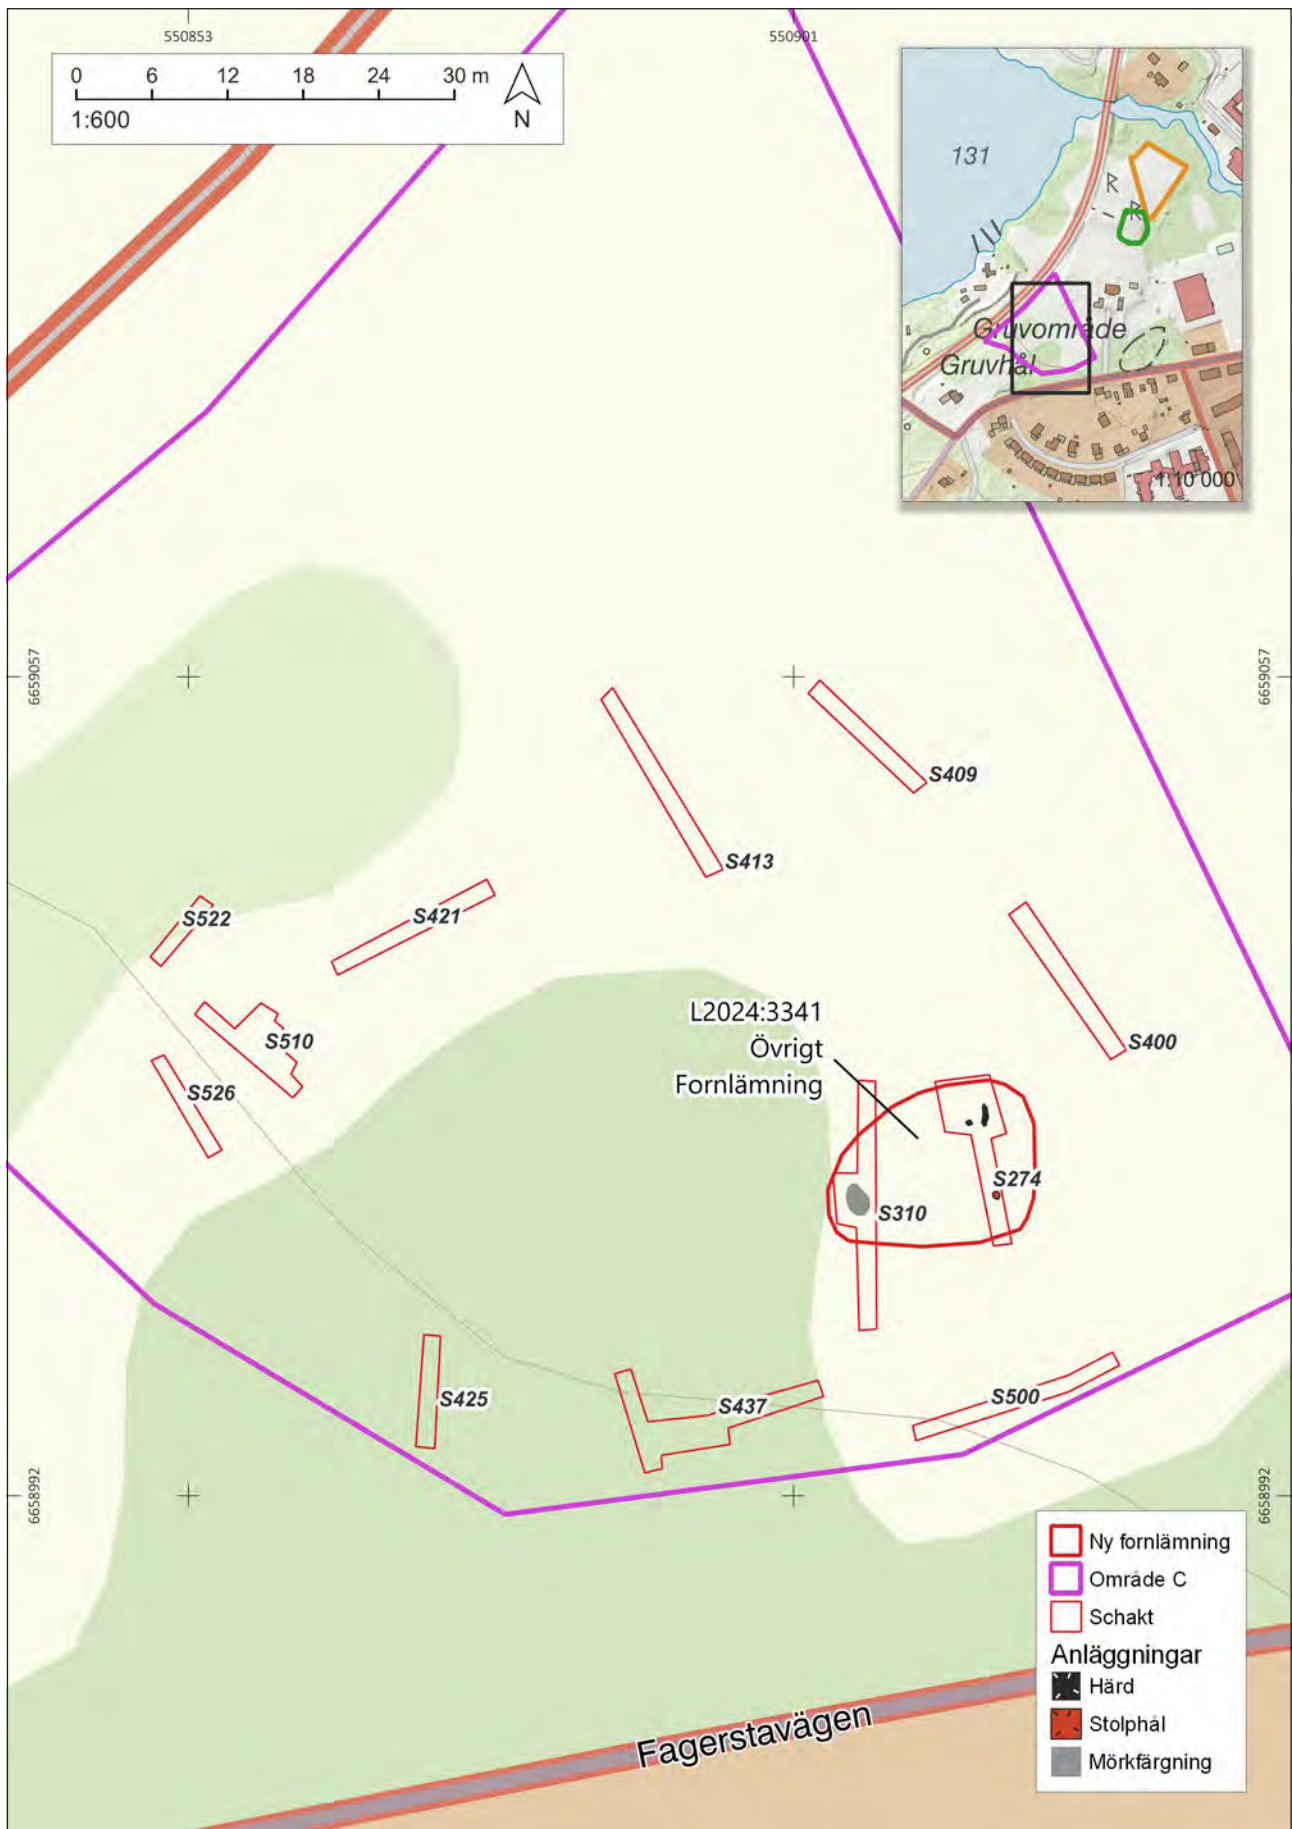 550853
550901
0 6 12 18 24 30 m
1:600
N
131
R
R
Gruvområde
Gruvhål
1:10 000
6659057
6659057
S409
S413
S522
S421
S510
S526
S400
L2024:3341
Övrigt
Fornlämning
S274
S310
S425
S437
S500
6658992
6658992
Ny fornlämning
Område C
Schakt
Anläggningar
Härd
Stolphål
Mörkfärgning
Fagerstavägen